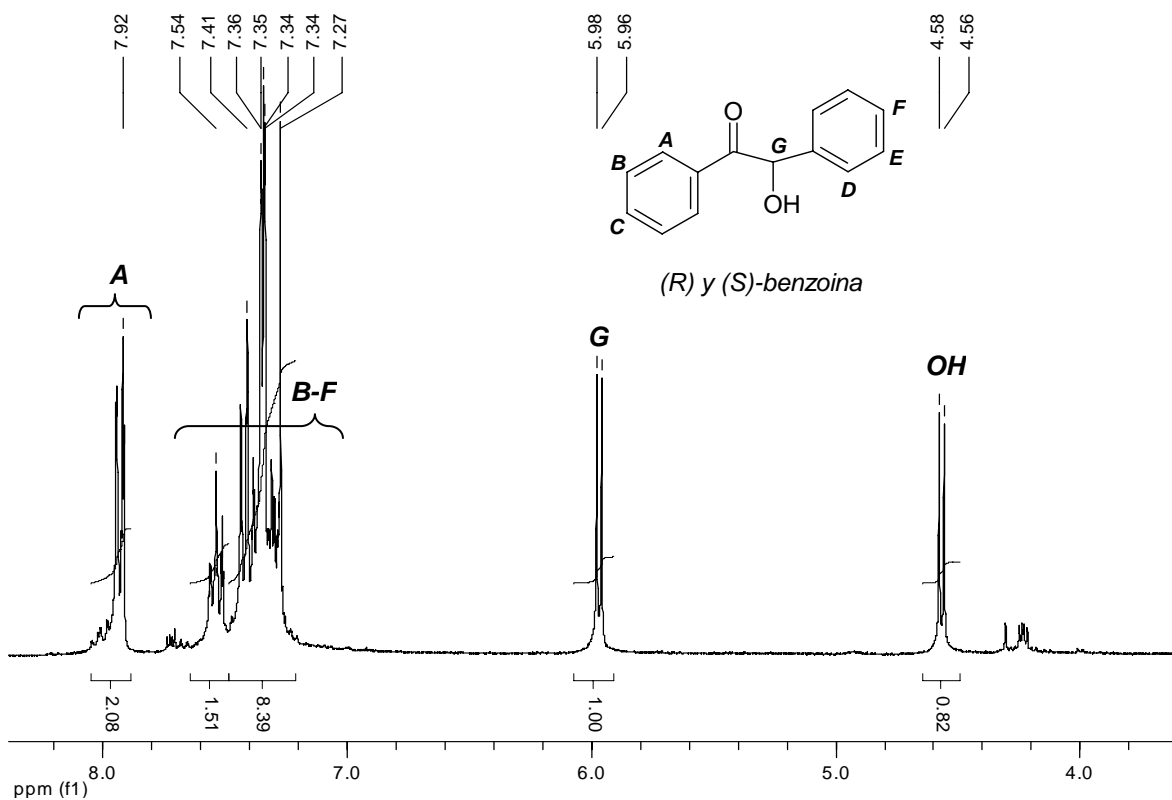 7.92
7.54
7.41
7.36
7.35
7.34
7.34
7.27
5.98
5.96
4.58
4.56
O
A
G
F
B
E
D
C
OH
(R) y (S)-benzoina
A
G
OH
B-F
2.08
1.51
8.39
1.00
0.82
8.0 7.0 6.0 5.0 4.0
ppm (f1)